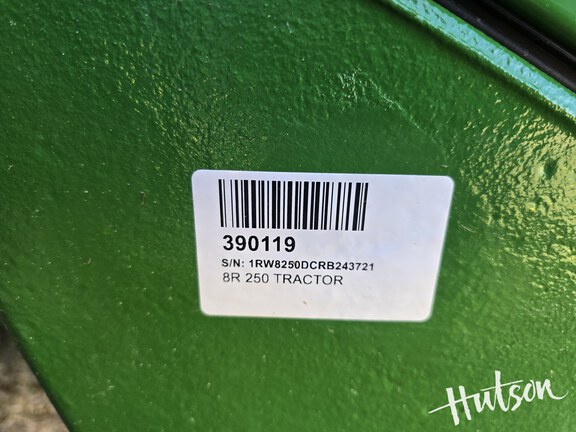 390119
S/N: 1RW8250DCRB243721
8R 250 TRACTOR
Hutson